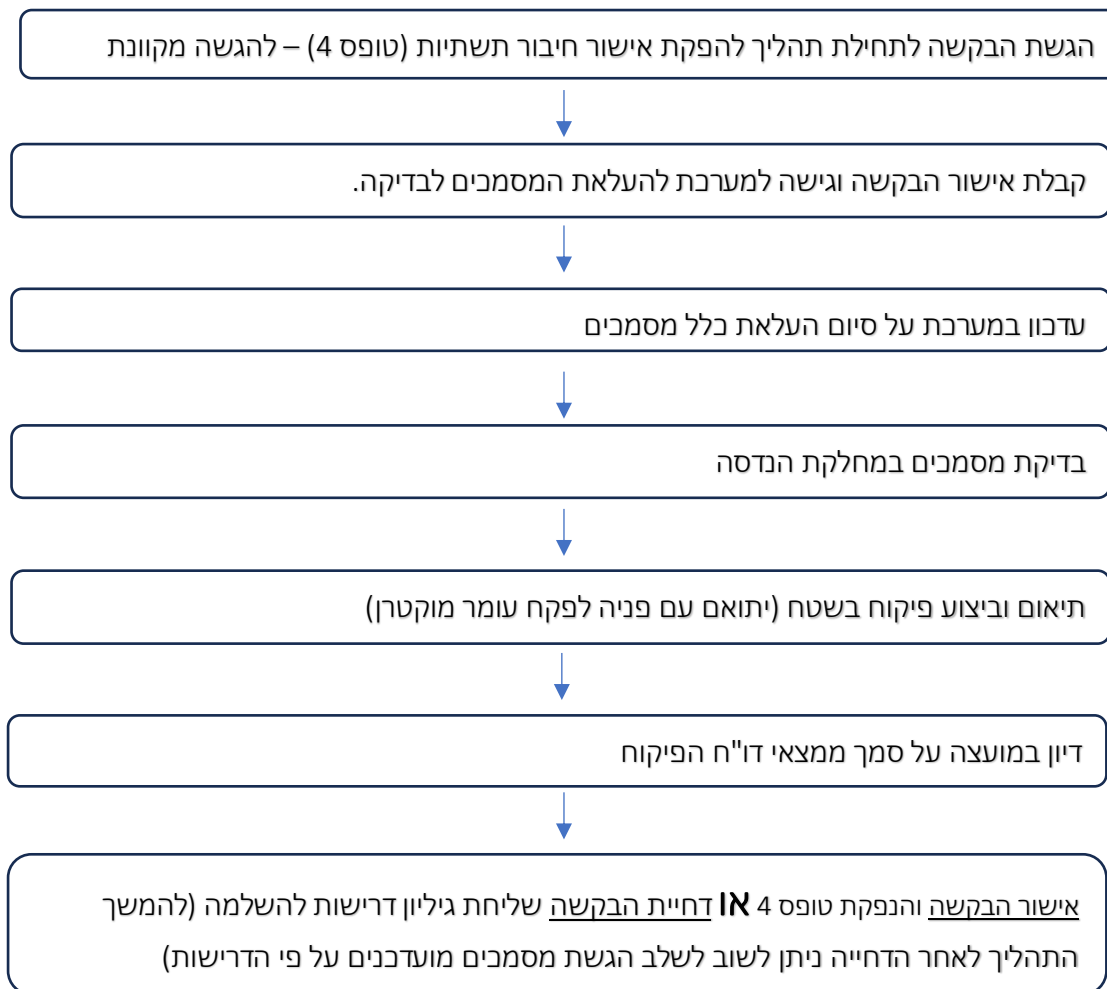 הגשת הבקשה לתחילת תהליך להפקת אישור חיבור תשתיות (טופס 4) – להגשה מקוונת
קבלת אישור הבקשה וגישה למערכת להעלאת המסמכים לבדיקה.
עדכון במערכת על סיום העלאת כלל מסמכים
בדיקת מסמכים במחלקת הנדסה
תיאום וביצוע פיקוח בשטח (יתואם עם פניה לפקח עומר מוקטרן)
דיון במועצה על סמך ממצאי דו"ח הפיקוח
אישור הבקשה והנפקת טופס 4 או דחיית הבקשה שליחת גיליון דרישות להשלמה (להמשך
התהליך לאחר הדחייה ניתן לשוב לשלב הגשת מסמכים מועדכנים על פי הדרישות)